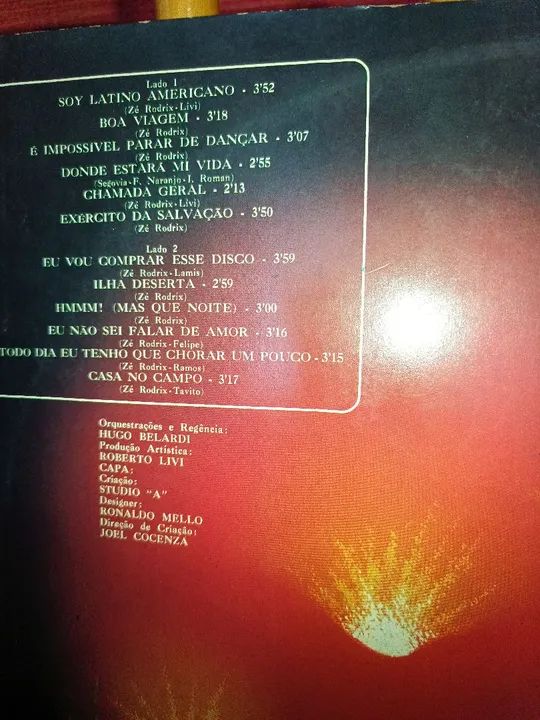 Lado 1
SOY LATINO AMERICANO - 3'52
(Zé Rodrix-Livi)
BOA VIAGEM - 3'18
(Zé Rodrix)
É IMPOSSIVEL PARAR DE DANÇAR - 3'07
(Zé Rodrix)
DONDE ESTARÁ MI VIDA - 2'55
(Segovia-F. Naranjo-J. Roman)
CHAMADA GERAL - 2'13
(Zé Rodrix-Livi)
EXÉRCITO DA SALVAÇÃO - 3'50
(Zé Rodrix)
Lado 2
EU VOU COMPRAR ESSE DISCO - 3'59
(Zé Rodrix-Lamis)
ILHA DESERTA - 2'59
(Zé Rodrix)
HMMM! (MAS QUE NOITE) - 3'00
(Zé Rodrix)
EU NÃO SEI FALAR DE AMOR - 3'16
(Zé Rodrix-Felipe)
TODO DIA EU TENHO QUE CHORAR UM POUCO - 3'15
(Zé Rodrix-Ramos)
CASA NO CAMPO - 3'17
(Zé Rodrix-Tavito)
Orquestrações e Regência:
HUGO BELARDI
Produção Artística:
ROBERTO LIVI
CAPA:
Criação:
STUDIO "A"
Designer:
RONALDO MELLO
Direção de Criação:
JOEL COCENZA